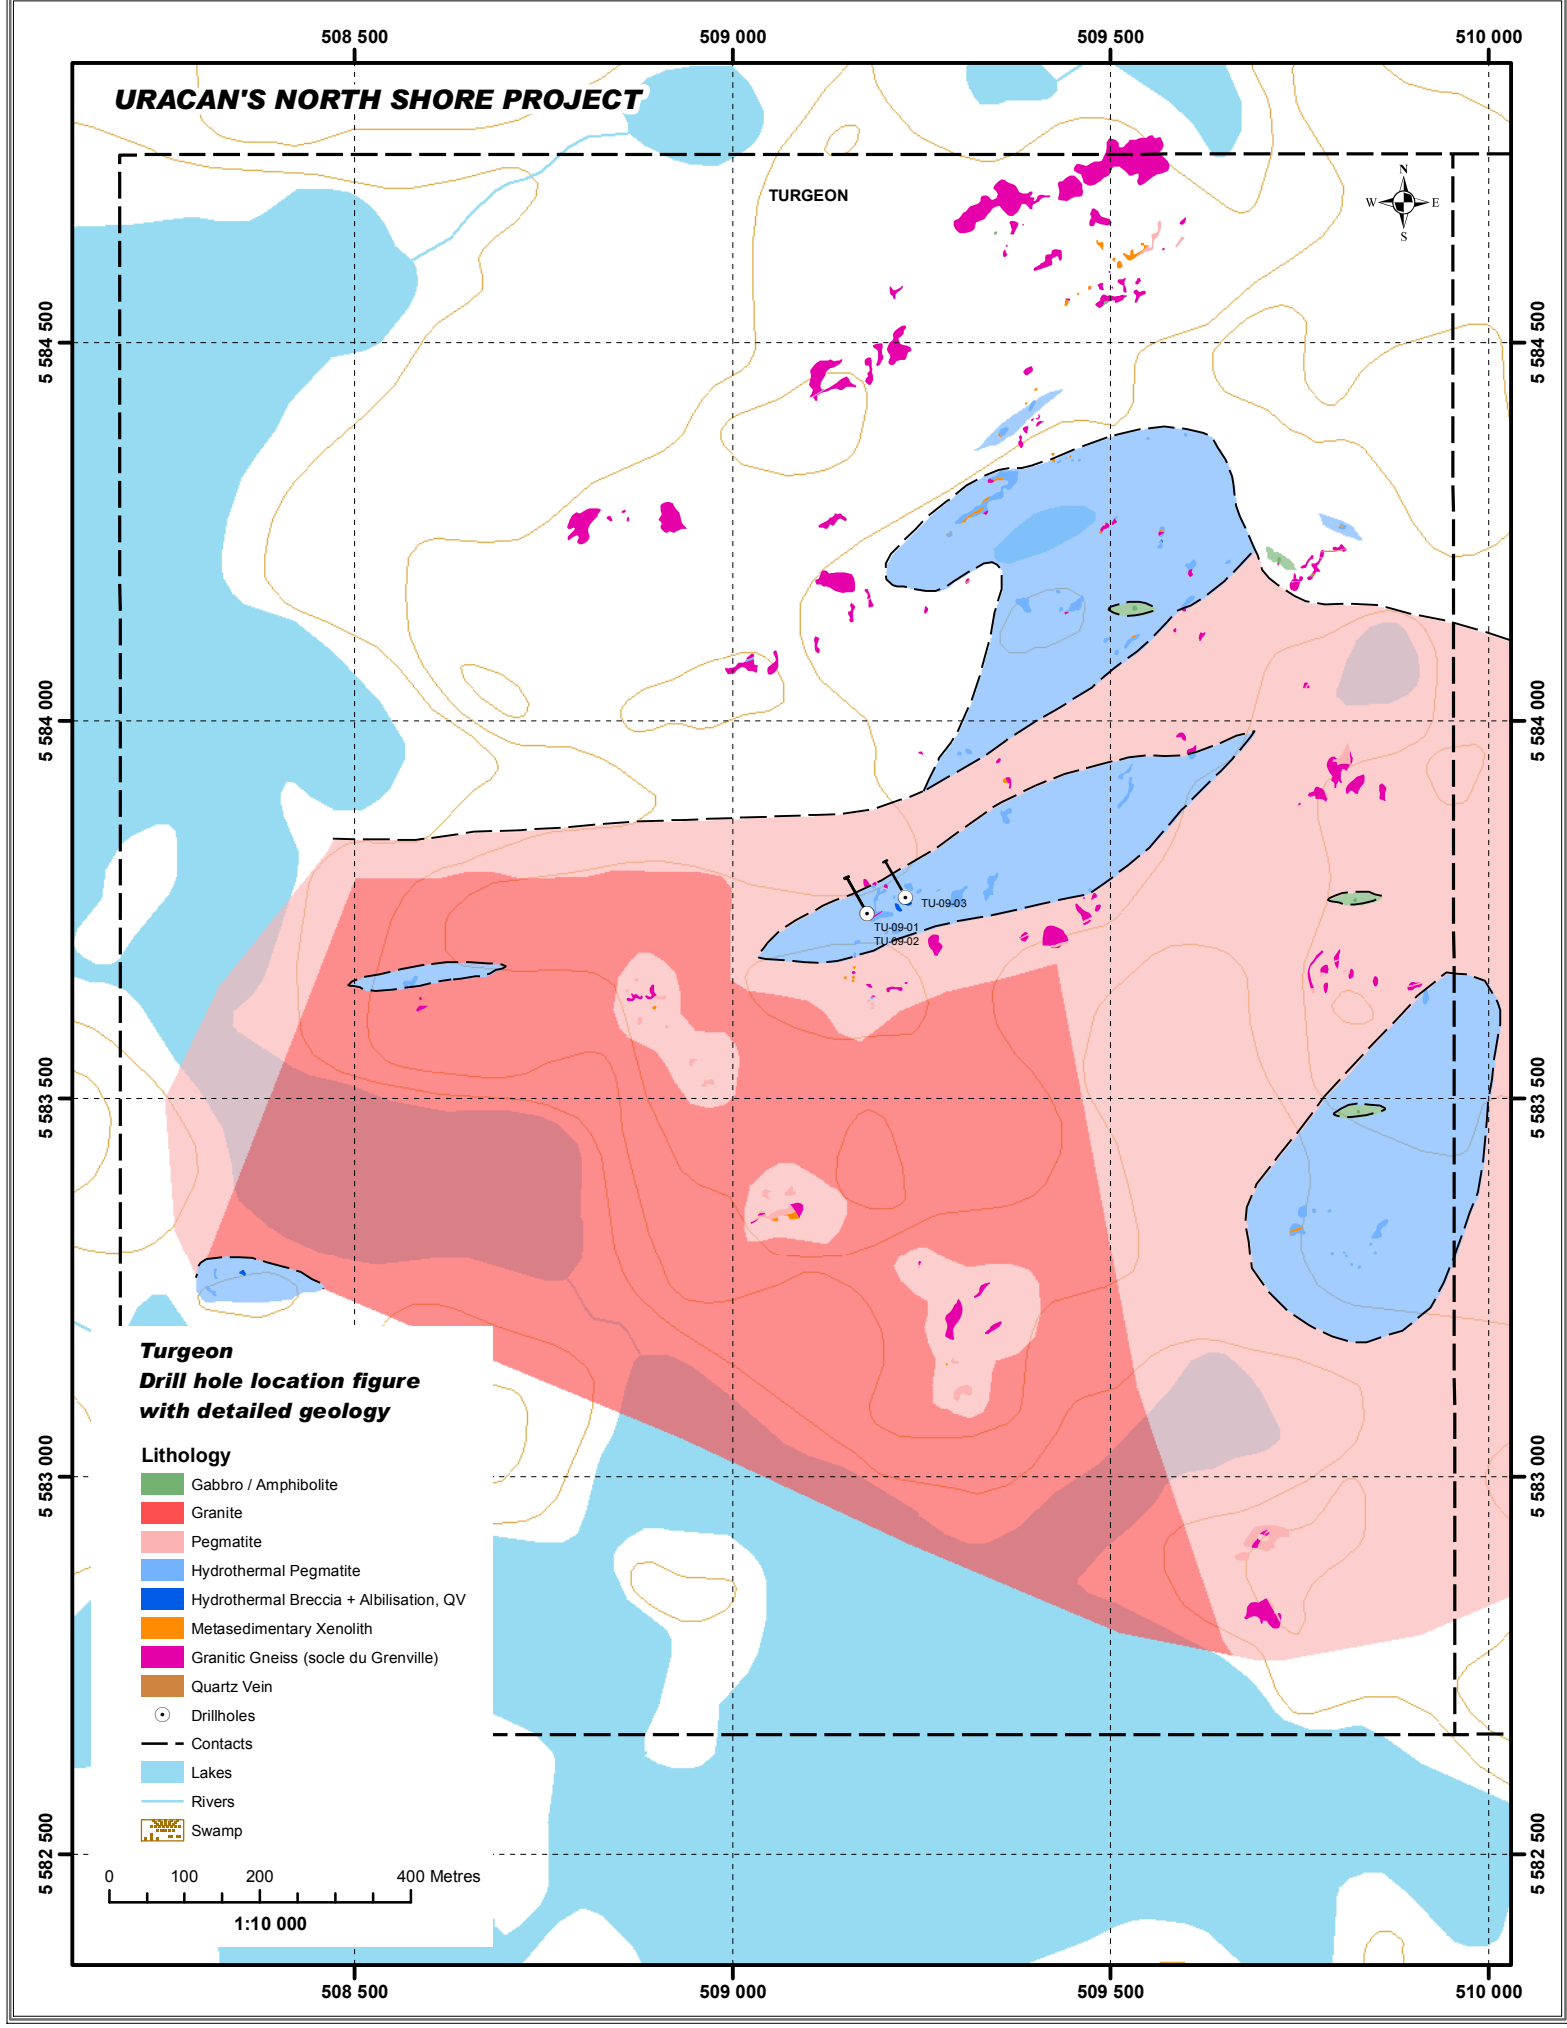 508 500 509 000 509 500 510 000
URACAN'S NORTH SHORE PROJECT
TURGEON
N
W E
S
5 584 500 5 584 500
5 584 000 5 584 000
TU-09-03
TU-09-01
TU-09-02
5 583 500 5 583 500
5 583 000 5 583 000
5 582 500 5 582 500
Turgeon
Drill hole location figure
with detailed geology
Lithology
Gabbro / Amphibolite
Granite
Pegmatite
Hydrothermal Pegmatite
Hydrothermal Breccia + Albilisation, QV
Metasedimentary Xenolith
Granitic Gneiss (socle du Grenville)
Quartz Vein
Drillholes
Contacts
Lakes
Rivers
Swamp
0 100 200 400 Metres
1:10 000
508 500 509 000 509 500 510 000